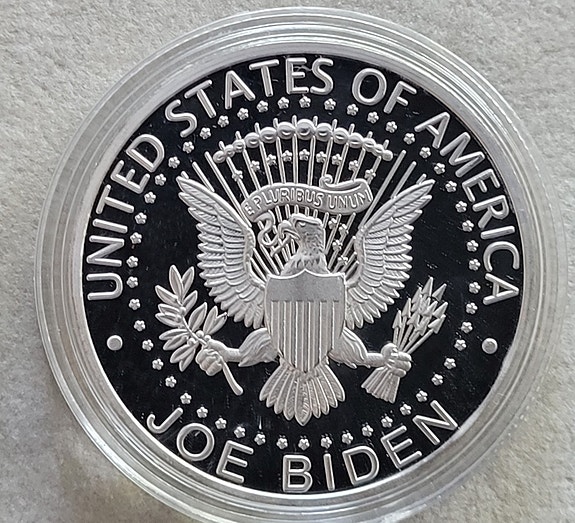 UNITED STATES OF AMERICA
E PLURIBUS UNUM
JOE BIDEN